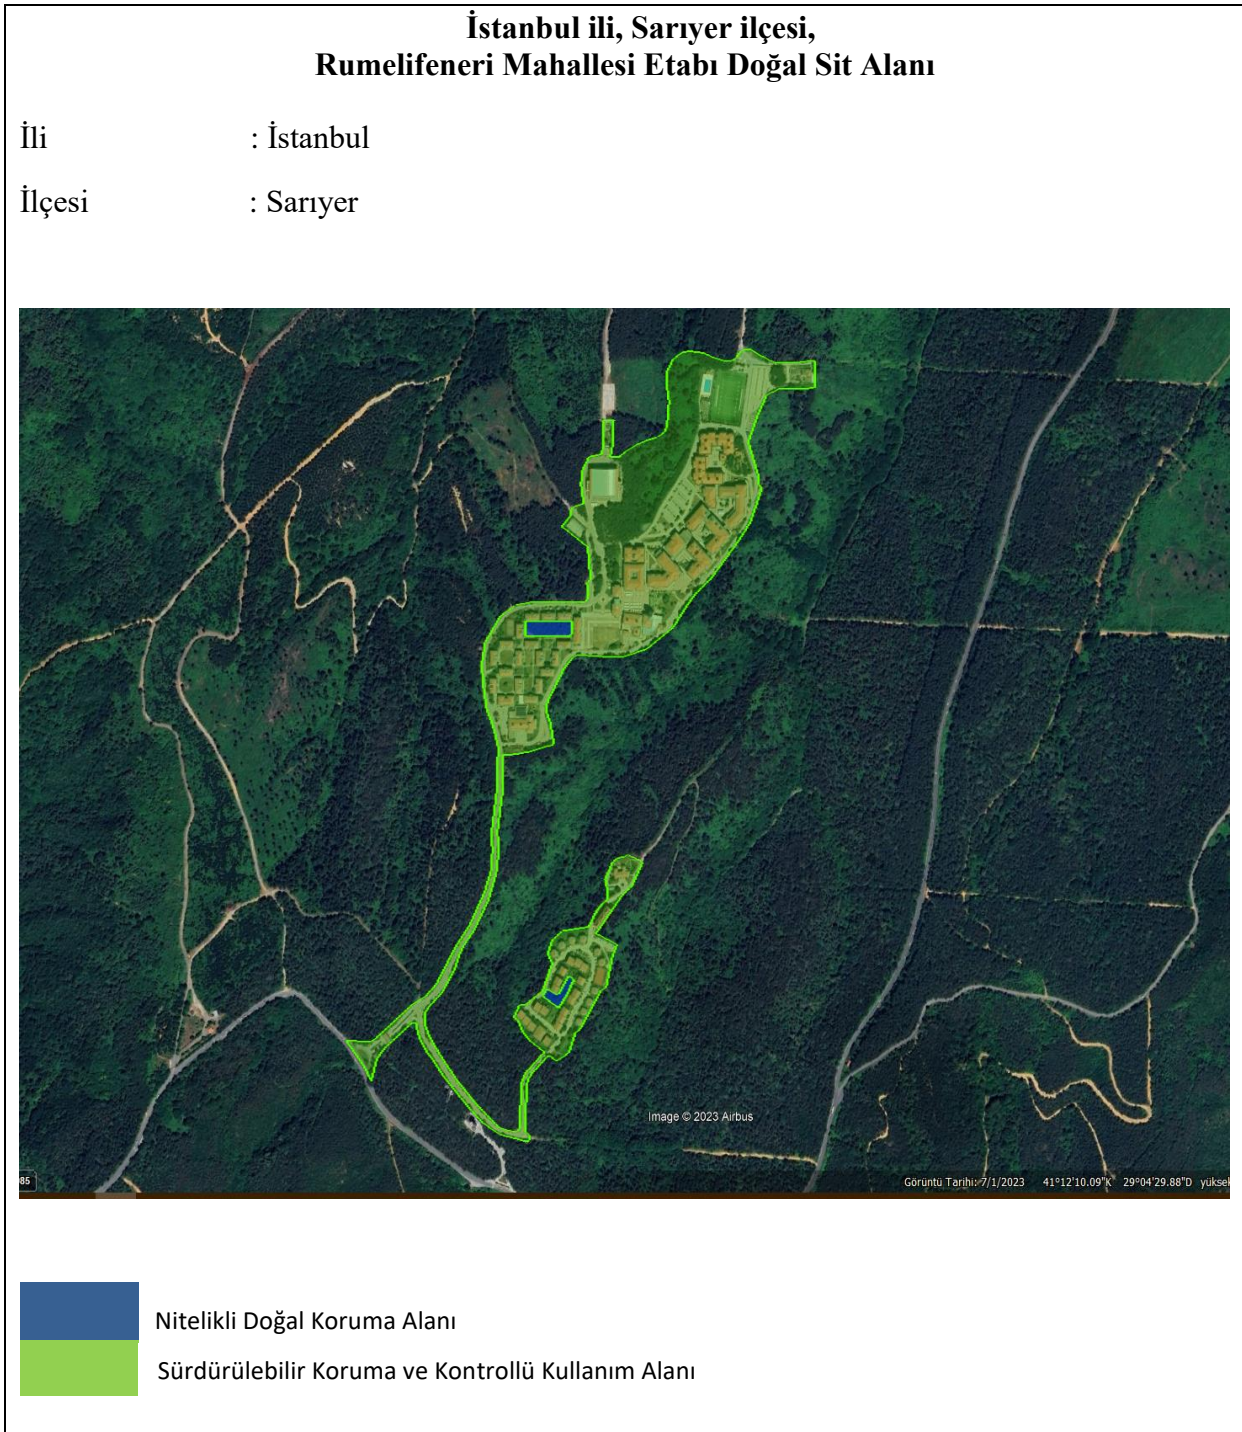 İstanbul ili, Sarıyer ilçesi,
Rumelifeneri Mahallesi Etabı Doğal Sit Alanı
İli : İstanbul
İlçesi : Sarıyer
Image © 2023 Airbus
85
Görüntü Tarihi: 7/1/2023 41°12'10.09"K 29°04'29.88"D yüksek
Nitelikli Doğal Koruma Alanı
Sürdürülebilir Koruma ve Kontrollü Kullanım Alanı